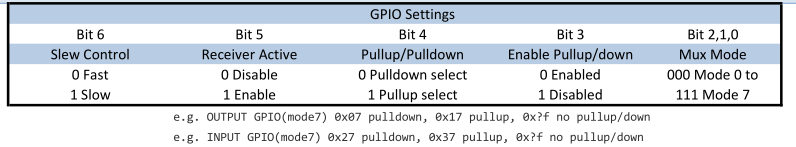 GPIO Settings
Bit 6 Bit 5 Bit 4 Bit 3 Bit 2,1,0
Slew Control Receiver Active Pullup/Pulldown Enable Pullup/down Mux Mode
0 Fast 0 Disable 0 Pulldown select 0 Enabled 000 Mode 0 to
1 Slow 1 Enable 1 Pullup select 1 Disabled 111 Mode 7
e.g. OUTPUT GPIO(mode7) 0x07 pulldown, 0x17 pullup, 0x?f no pullup/down
e.g. INPUT GPIO(mode7) 0x27 pulldown, 0x37 pullup, 0x?f no pullup/down